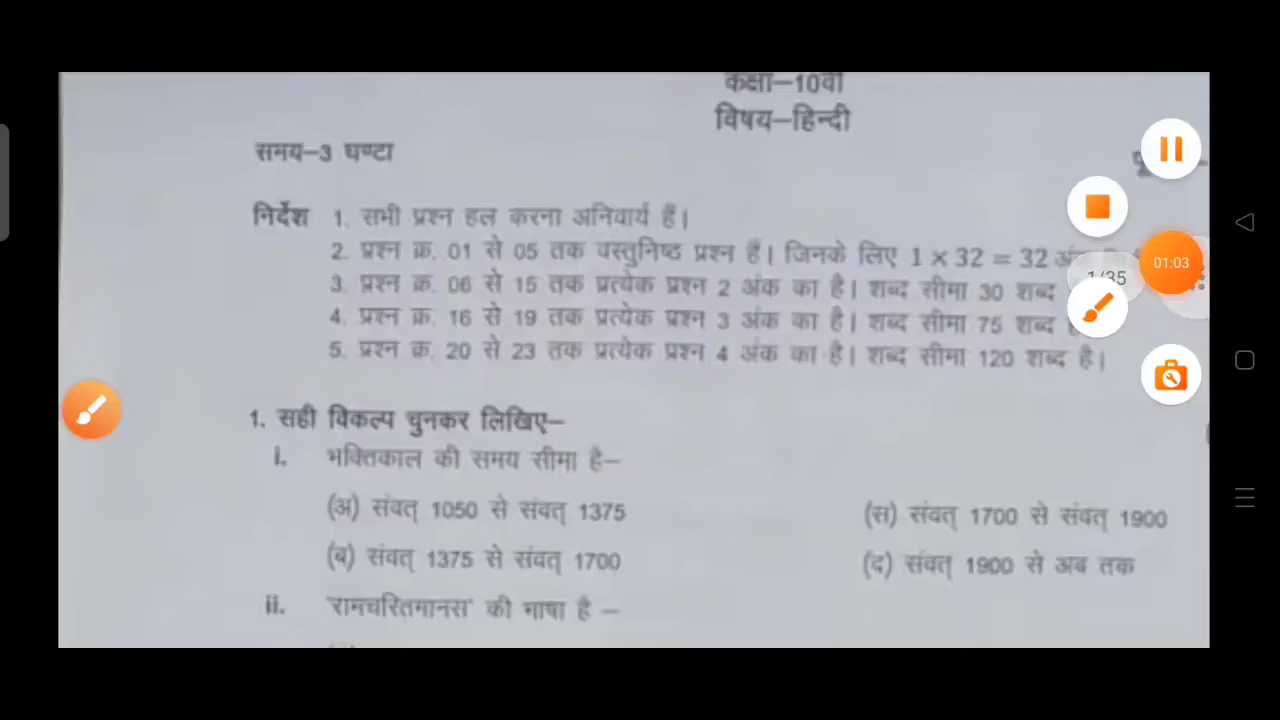 कक्षा–10वीं
विषय–हिन्दी
समय–3 घण्टा
निर्देश 1. सभी प्रश्न हल करना अनिवार्य है।
2. प्रश्न क्र. 01 से 05 तक वस्तुनिष्ठ प्रश्न है। जिनके लिए 1 × 32 = 32
3. प्रश्न क्र. 06 से 15 तक प्रत्येक प्रश्न 2 अंक का है। शब्द सीमा 30 शब्द
4. प्रश्न क्र. 16 से 19 तक प्रत्येक प्रश्न 3 अंक का है। शब्द सीमा 75 शब्द
5. प्रश्न क्र. 20 से 23 तक प्रत्येक प्रश्न 4 अंक का है। शब्द सीमा 120 शब्द है।
01:03
1/35
1. सही विकल्प चुनकर लिखिए–
i. भक्तिकाल की समय सीमा है–
(अ) संवत् 1050 से संवत् 1375 (स) संवत् 1700 से संवत् 1900
(ब) संवत् 1375 से संवत् 1700 (द) संवत् 1900 से अब तक
ii. 'रामचरितमानस' की भाषा है –